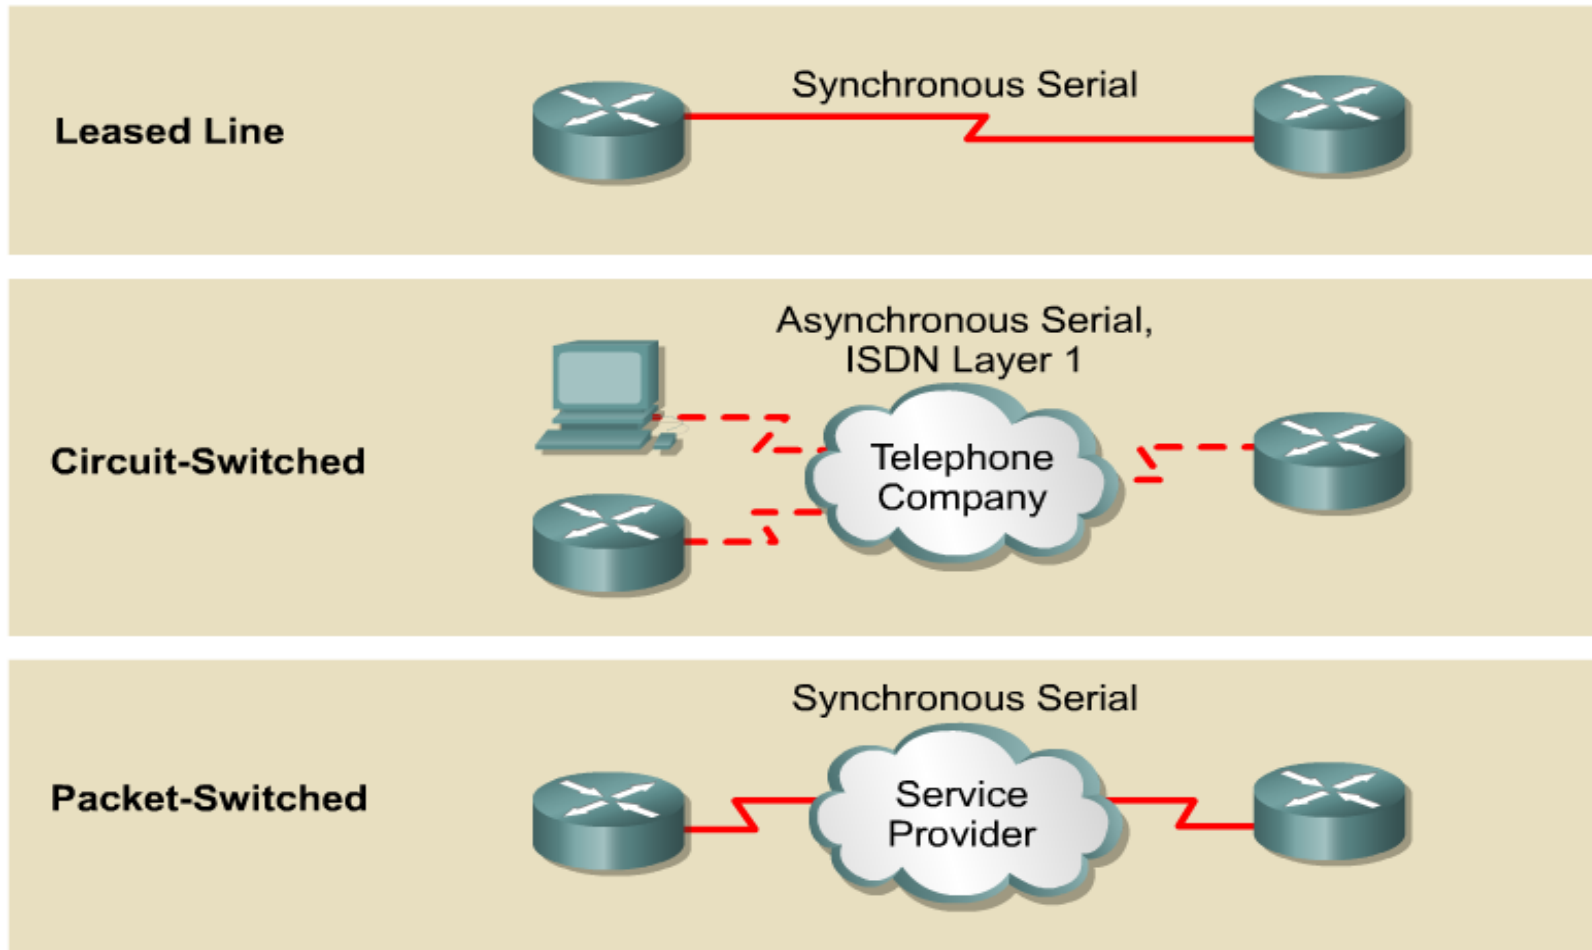 Leased Line
Synchronous Serial
Circuit-Switched
Asynchronous Serial,
ISDN Layer 1
Telephone
Company
Packet-Switched
Synchronous Serial
Service
Provider